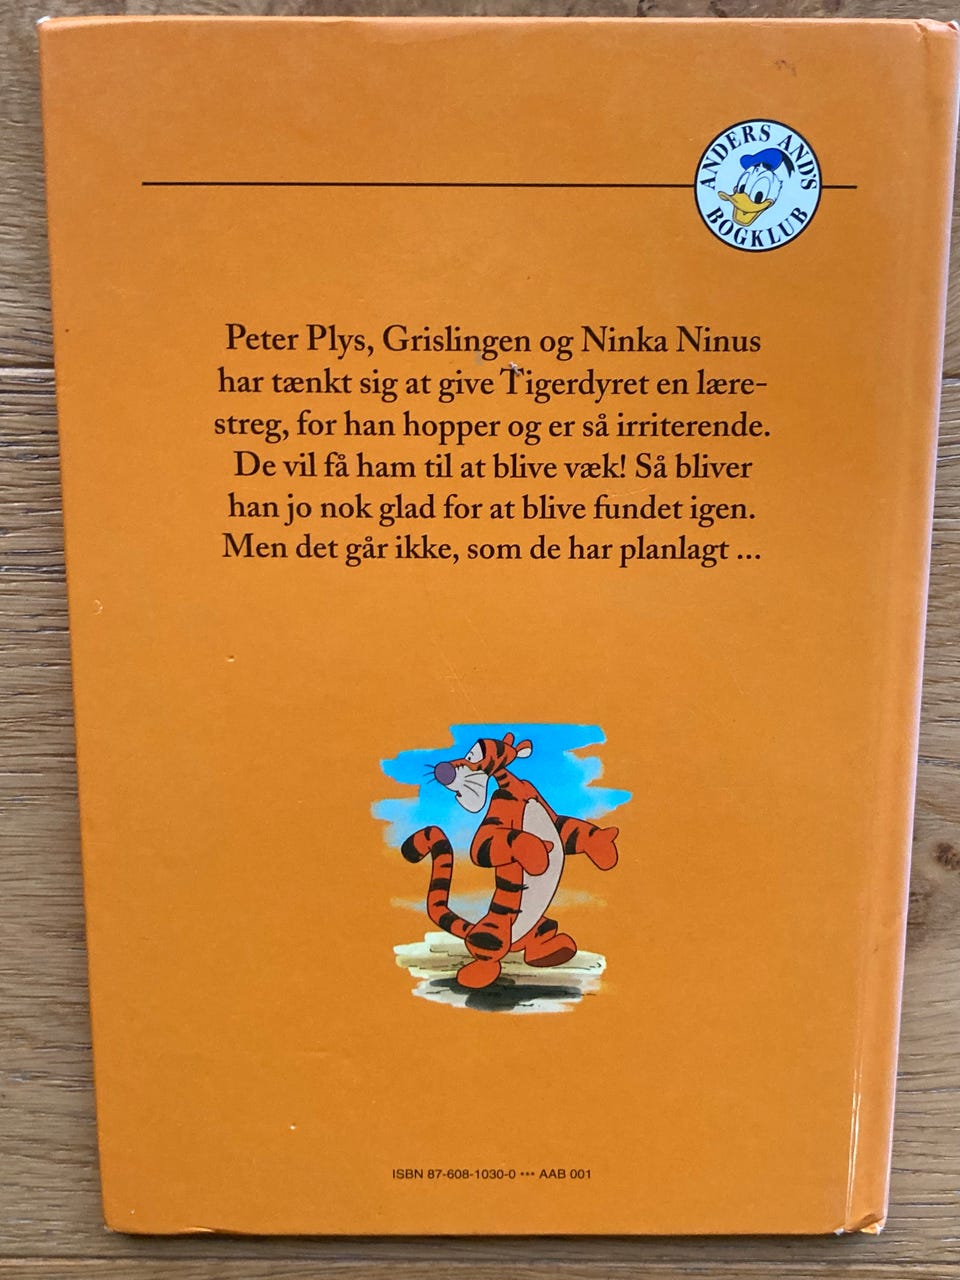 ANDERS AND'S
BOGKLUB
Peter Plys, Grislingen og Ninka Ninus
har tænkt sig at give Tigerdyret en lære-
streg, for han hopper og er så irriterende.
De vil få ham til at blive væk! Så bliver
han jo nok glad for at blive fundet igen.
Men det går ikke, som de har planlagt ...
ISBN 87-608-1030-0 *** AAB 001